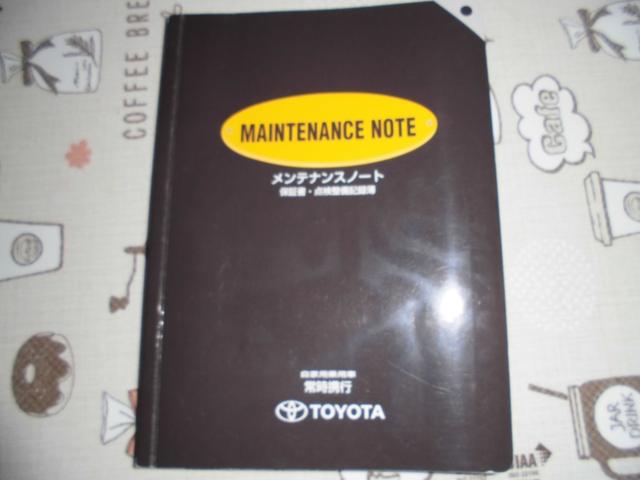 COFFEE BRE
MAINTENANCE NOTE
メンテナンスノート
保証書・点検整備記録簿
Cafe
自家用乗用車
常時携行
TOYOTA
JAR
DRINK